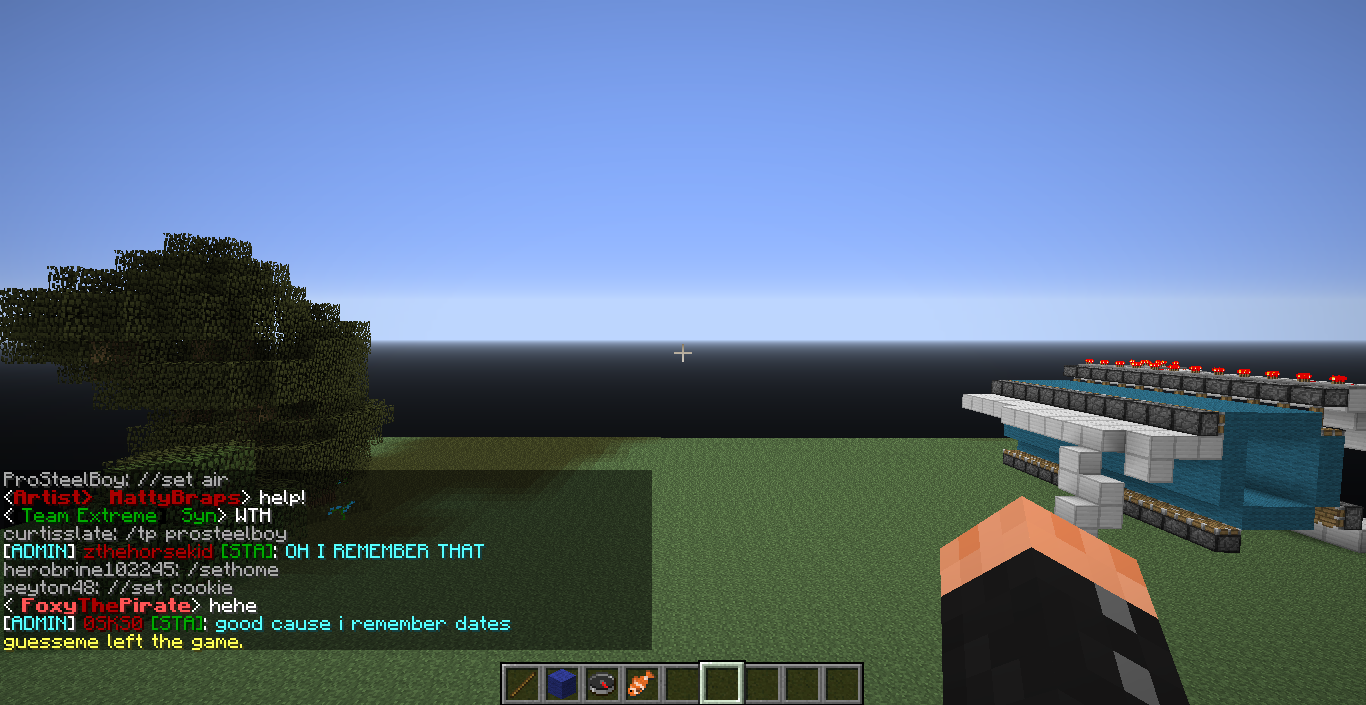 ProSteelBoy: //set air
<Artist> MattyBraps> help!
< Team Extreme Syn> WTH
curtisslate: /tp prosteelboy
[ADMIN] zthehorsekid [STA]: OH I REMEMBER THAT
herobrine102245: /sethome
peyton48: //set cookie
< FoxyThePirate> hehe
[ADMIN] OSKSO [STA]: good cause i remember dates
guesseme left the game.